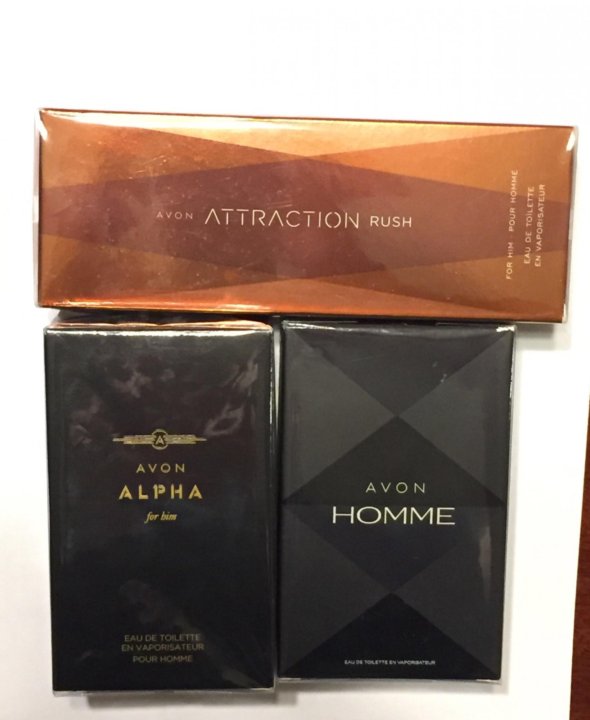 AVON ATTRACTION RUSH
FOR HIM POUR HOMME
EAU DE TOILETTE
EN VAPORISATEUR
A
AVON
ALPHA
for him
EAU DE TOILETTE
EN VAPORISATEUR
POUR HOMME
AVON
HOMME
EAU DE TOILETTE EN VAPORISATEUR